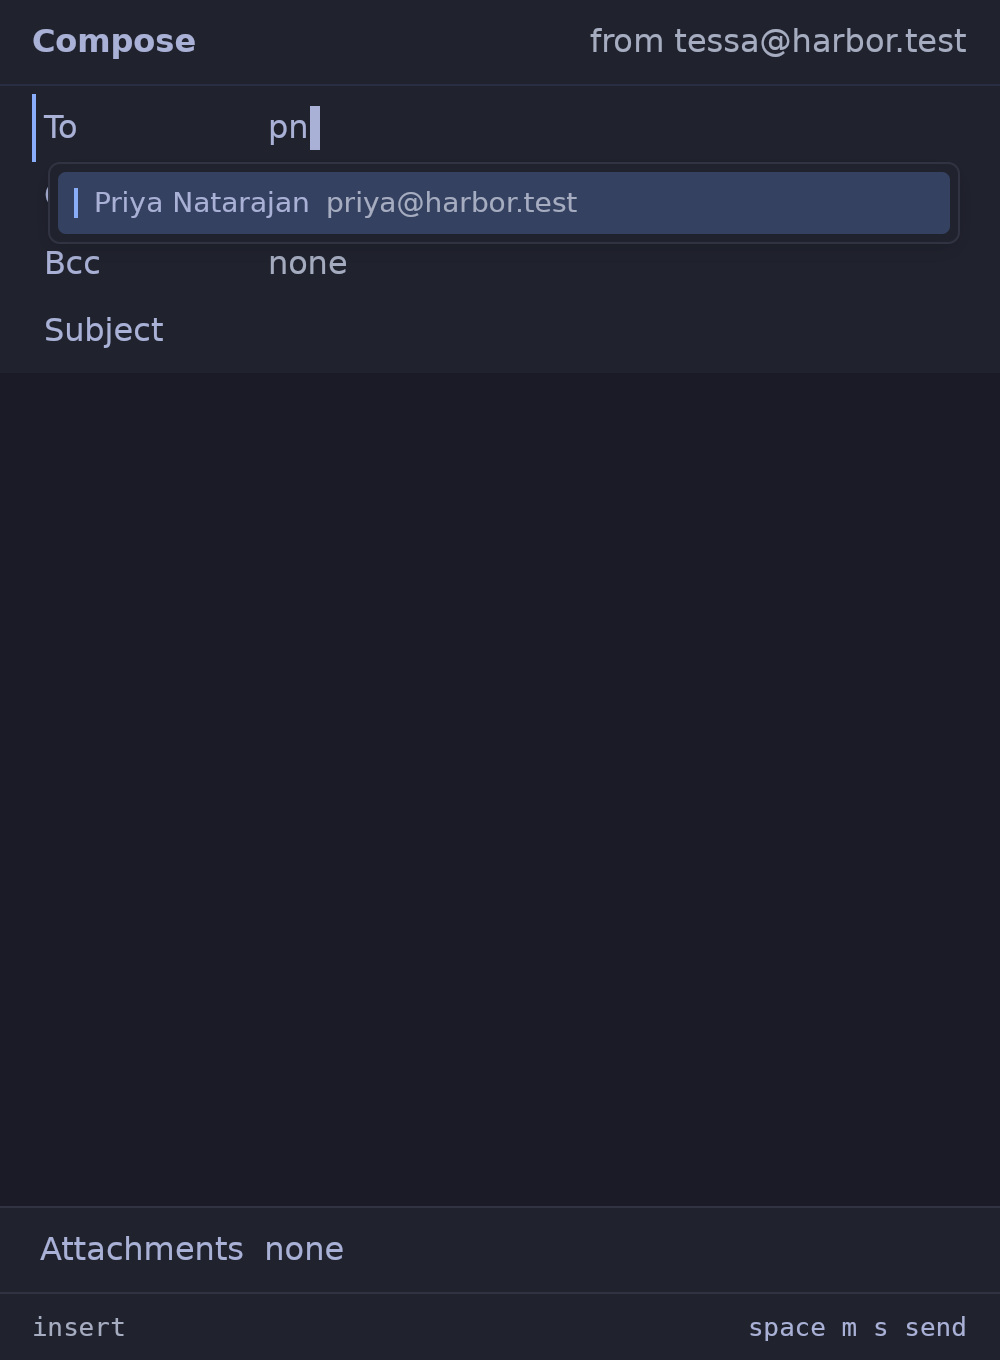 Compose from tessa@harbor.test
To pn
Priya Natarajan priya@harbor.test
Bcc none
Subject
Attachments none
insert space m s send